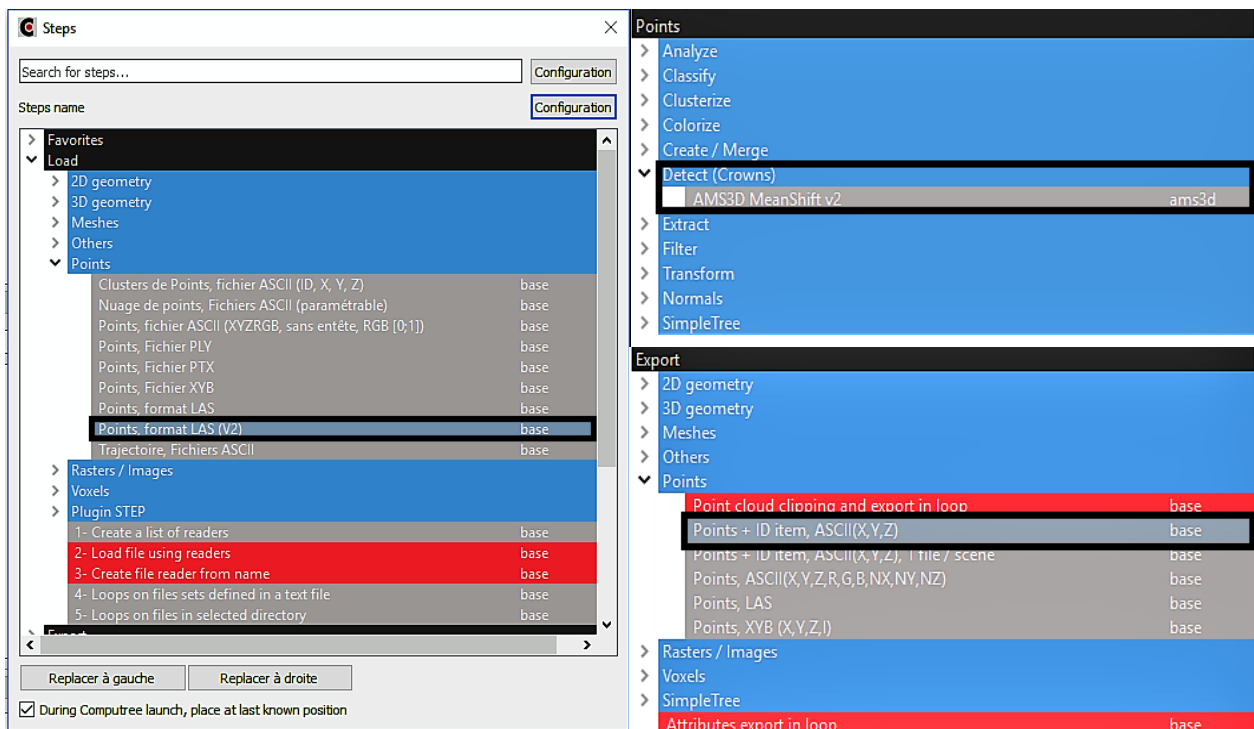 Steps
Search for steps...
Configuration
Steps name
Configuration
Favorites
Load
2D geometry
3D geometry
Meshes
Others
Points
Clusters de Points, fichier ASCII (ID, X, Y, Z) base
Nuage de points, Fichiers ASCII (paramétrable) base
Points, fichier ASCII (XYZRGB, sans entête, RGB [0;1]) base
Points, Fichier PLY base
Points, Fichier PTX base
Points, Fichier XYB base
Points, format LAS base
Points, format LAS (V2) base
Trajectoire, Fichiers ASCII base
Rasters / Images
Voxels
Plugin STEP
1- Create a list of readers base
2- Load file using readers base
3- Create file reader from name base
4- Loops on files sets defined in a text file base
5- Loops on files in selected directory base
Export
Replacer à gauche
Replacer à droite
During Computree launch, place at last known position
Points
Analyze
Classify
Clusterize
Colorize
Create / Merge
Detect (Crowns)
AMS3D MeanShift v2 ams3d
Extract
Filter
Transform
Normals
SimpleTree
Export
2D geometry
3D geometry
Meshes
Others
Points
Point cloud clipping and export in loop base
Points + ID item, ASCII(X,Y,Z) base
Points + ID item, ASCII(X,Y,Z), 1 file / scene base
Points, ASCII(X,Y,Z,R,G,B,NX,NY,NZ) base
Points, LAS base
Points, XYB (X,Y,Z,I) base
Rasters / Images
Voxels
SimpleTree
Attributes export in loop base